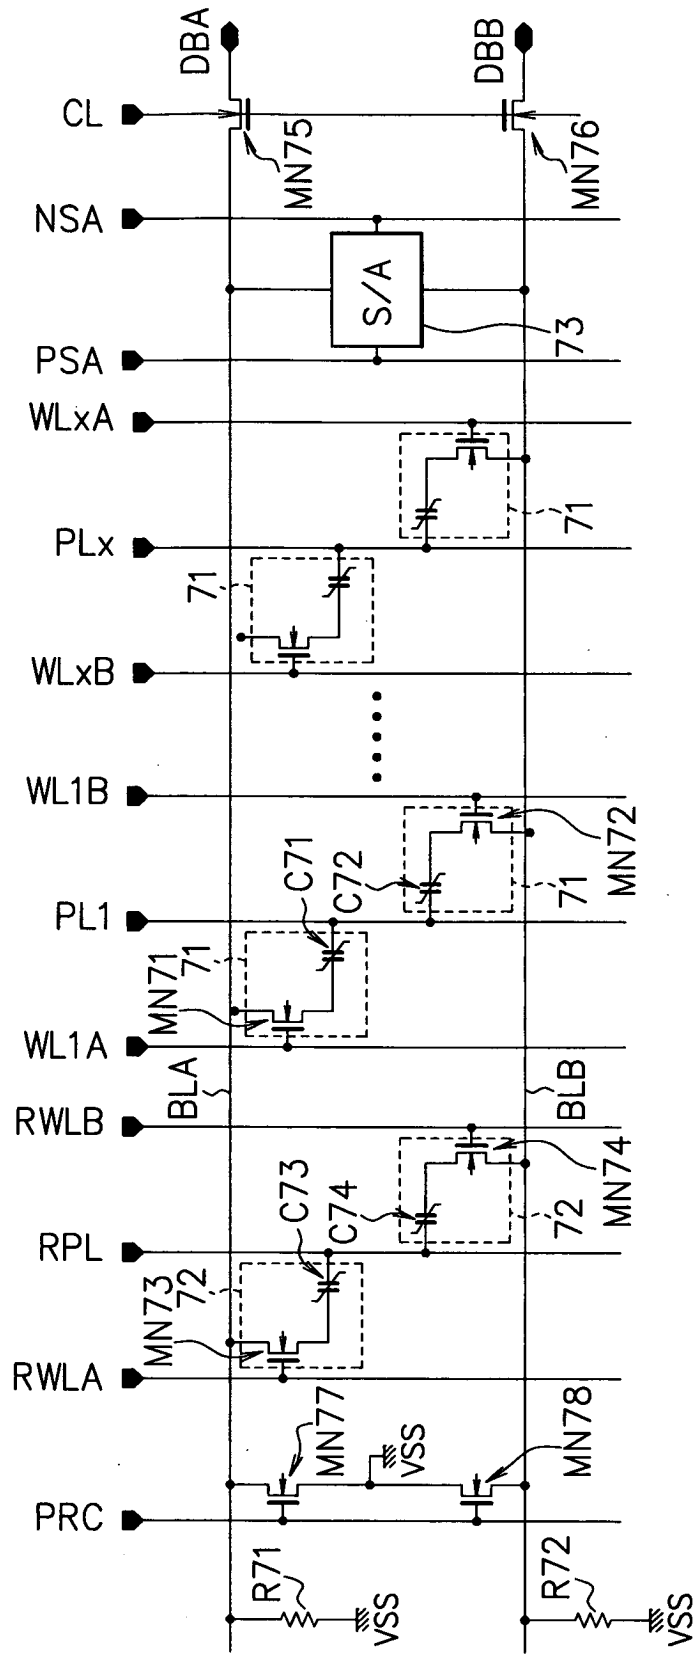 DBA
DBB
CL
MN75
MN76
NSA
S/A
73
PSA
WLxA
71
PLx
71
WLxB
WL1B
MN72
C71
C72
71
PL1
71
MN71
WL1A
BLA
BLB
RWLB
MN74
C73
C74
72
RPL
72
MN73
RWLA
MN77
VSS
MN78
PRC
R71
VSS
R72
VSS